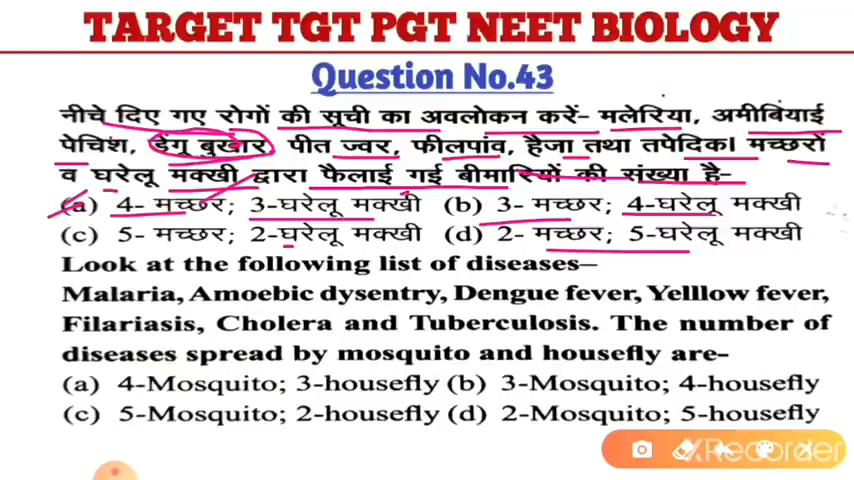 TARGET TGT PGT NEET BIOLOGY
Question No.43
नीचे दिए गए रोगों की सूची का अवलोकन करें- मलेरिया, अमीबियाई
पेचिश, डेंगू बुखार, पीत ज्वर, फीलपांव, हैजा तथा तपेदिक। मच्छरों
व घरेलू मक्खी द्वारा फैलाई गई बीमारियों की संख्या है-
(a) 4- मच्छर; 3-घरेलू मक्खी (b) 3- मच्छर; 4-घरेलू मक्खी
(c) 5- मच्छर; 2-घरेलू मक्खी (d) 2- मच्छर; 5-घरेलू मक्खी
Look at the following list of diseases–
Malaria, Amoebic dysentry, Dengue fever, Yelllow fever,
Filariasis, Cholera and Tuberculosis. The number of
diseases spread by mosquito and housefly are-
(a) 4-Mosquito; 3-housefly (b) 3-Mosquito; 4-housefly
(c) 5-Mosquito; 2-housefly (d) 2-Mosquito; 5-housefly
XRecorder